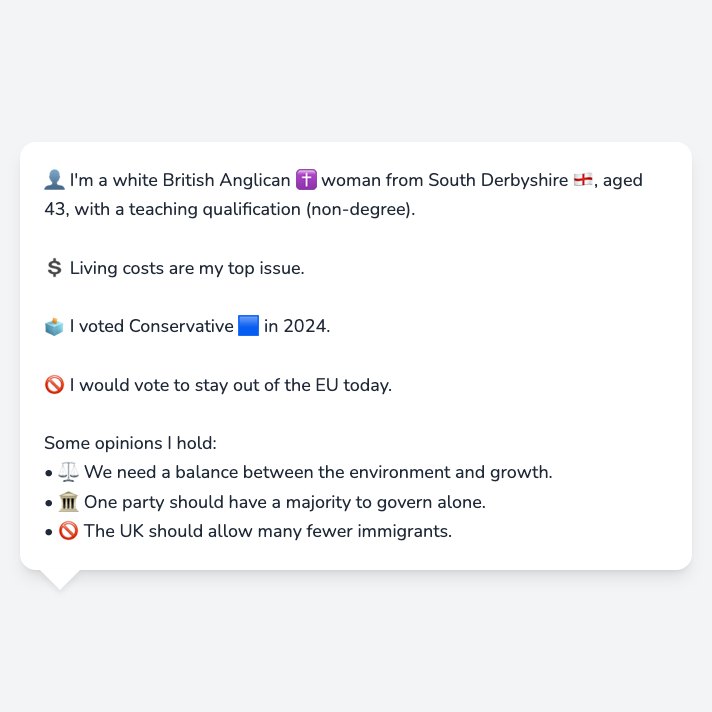 👤 I'm a white British Anglican ✝️ woman from South Derbyshire 🏴󠁧󠁢󠁥󠁮󠁧󠁿, aged
43, with a teaching qualification (non-degree).
💲 Living costs are my top issue.
🗳️ I voted Conservative 🟦 in 2024.
🚫 I would vote to stay out of the EU today.
Some opinions I hold:
• ⚖️ We need a balance between the environment and growth.
• 🏛️ One party should have a majority to govern alone.
• 🚫 The UK should allow many fewer immigrants.